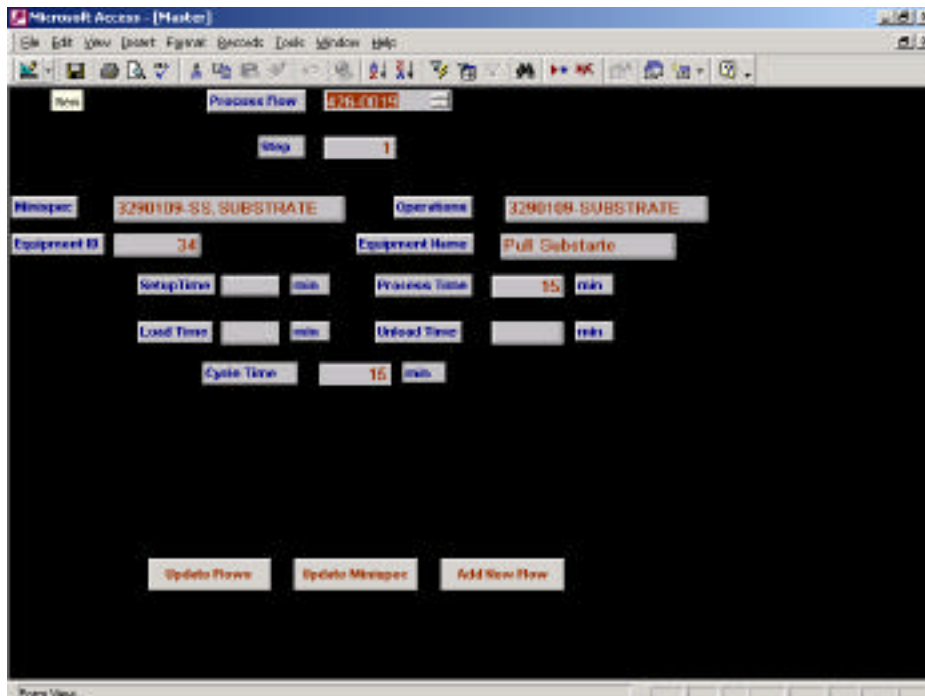 Microsoft Access - [Master]
File Edit View Insert Format Records Tools Window Help
New Process Flow 426-0019
Step 1
Minispec 3290109-SS, SUBSTRATE Operations 3290109-SUBSTRATE
Equipment ID 34 Equipment Name Pull Substarte
SetupTime min Process Time 15 min
Load Time min Unload Time min
Cycle Time 15 min
Update Flows Update Minispec Add New Flow
Form View